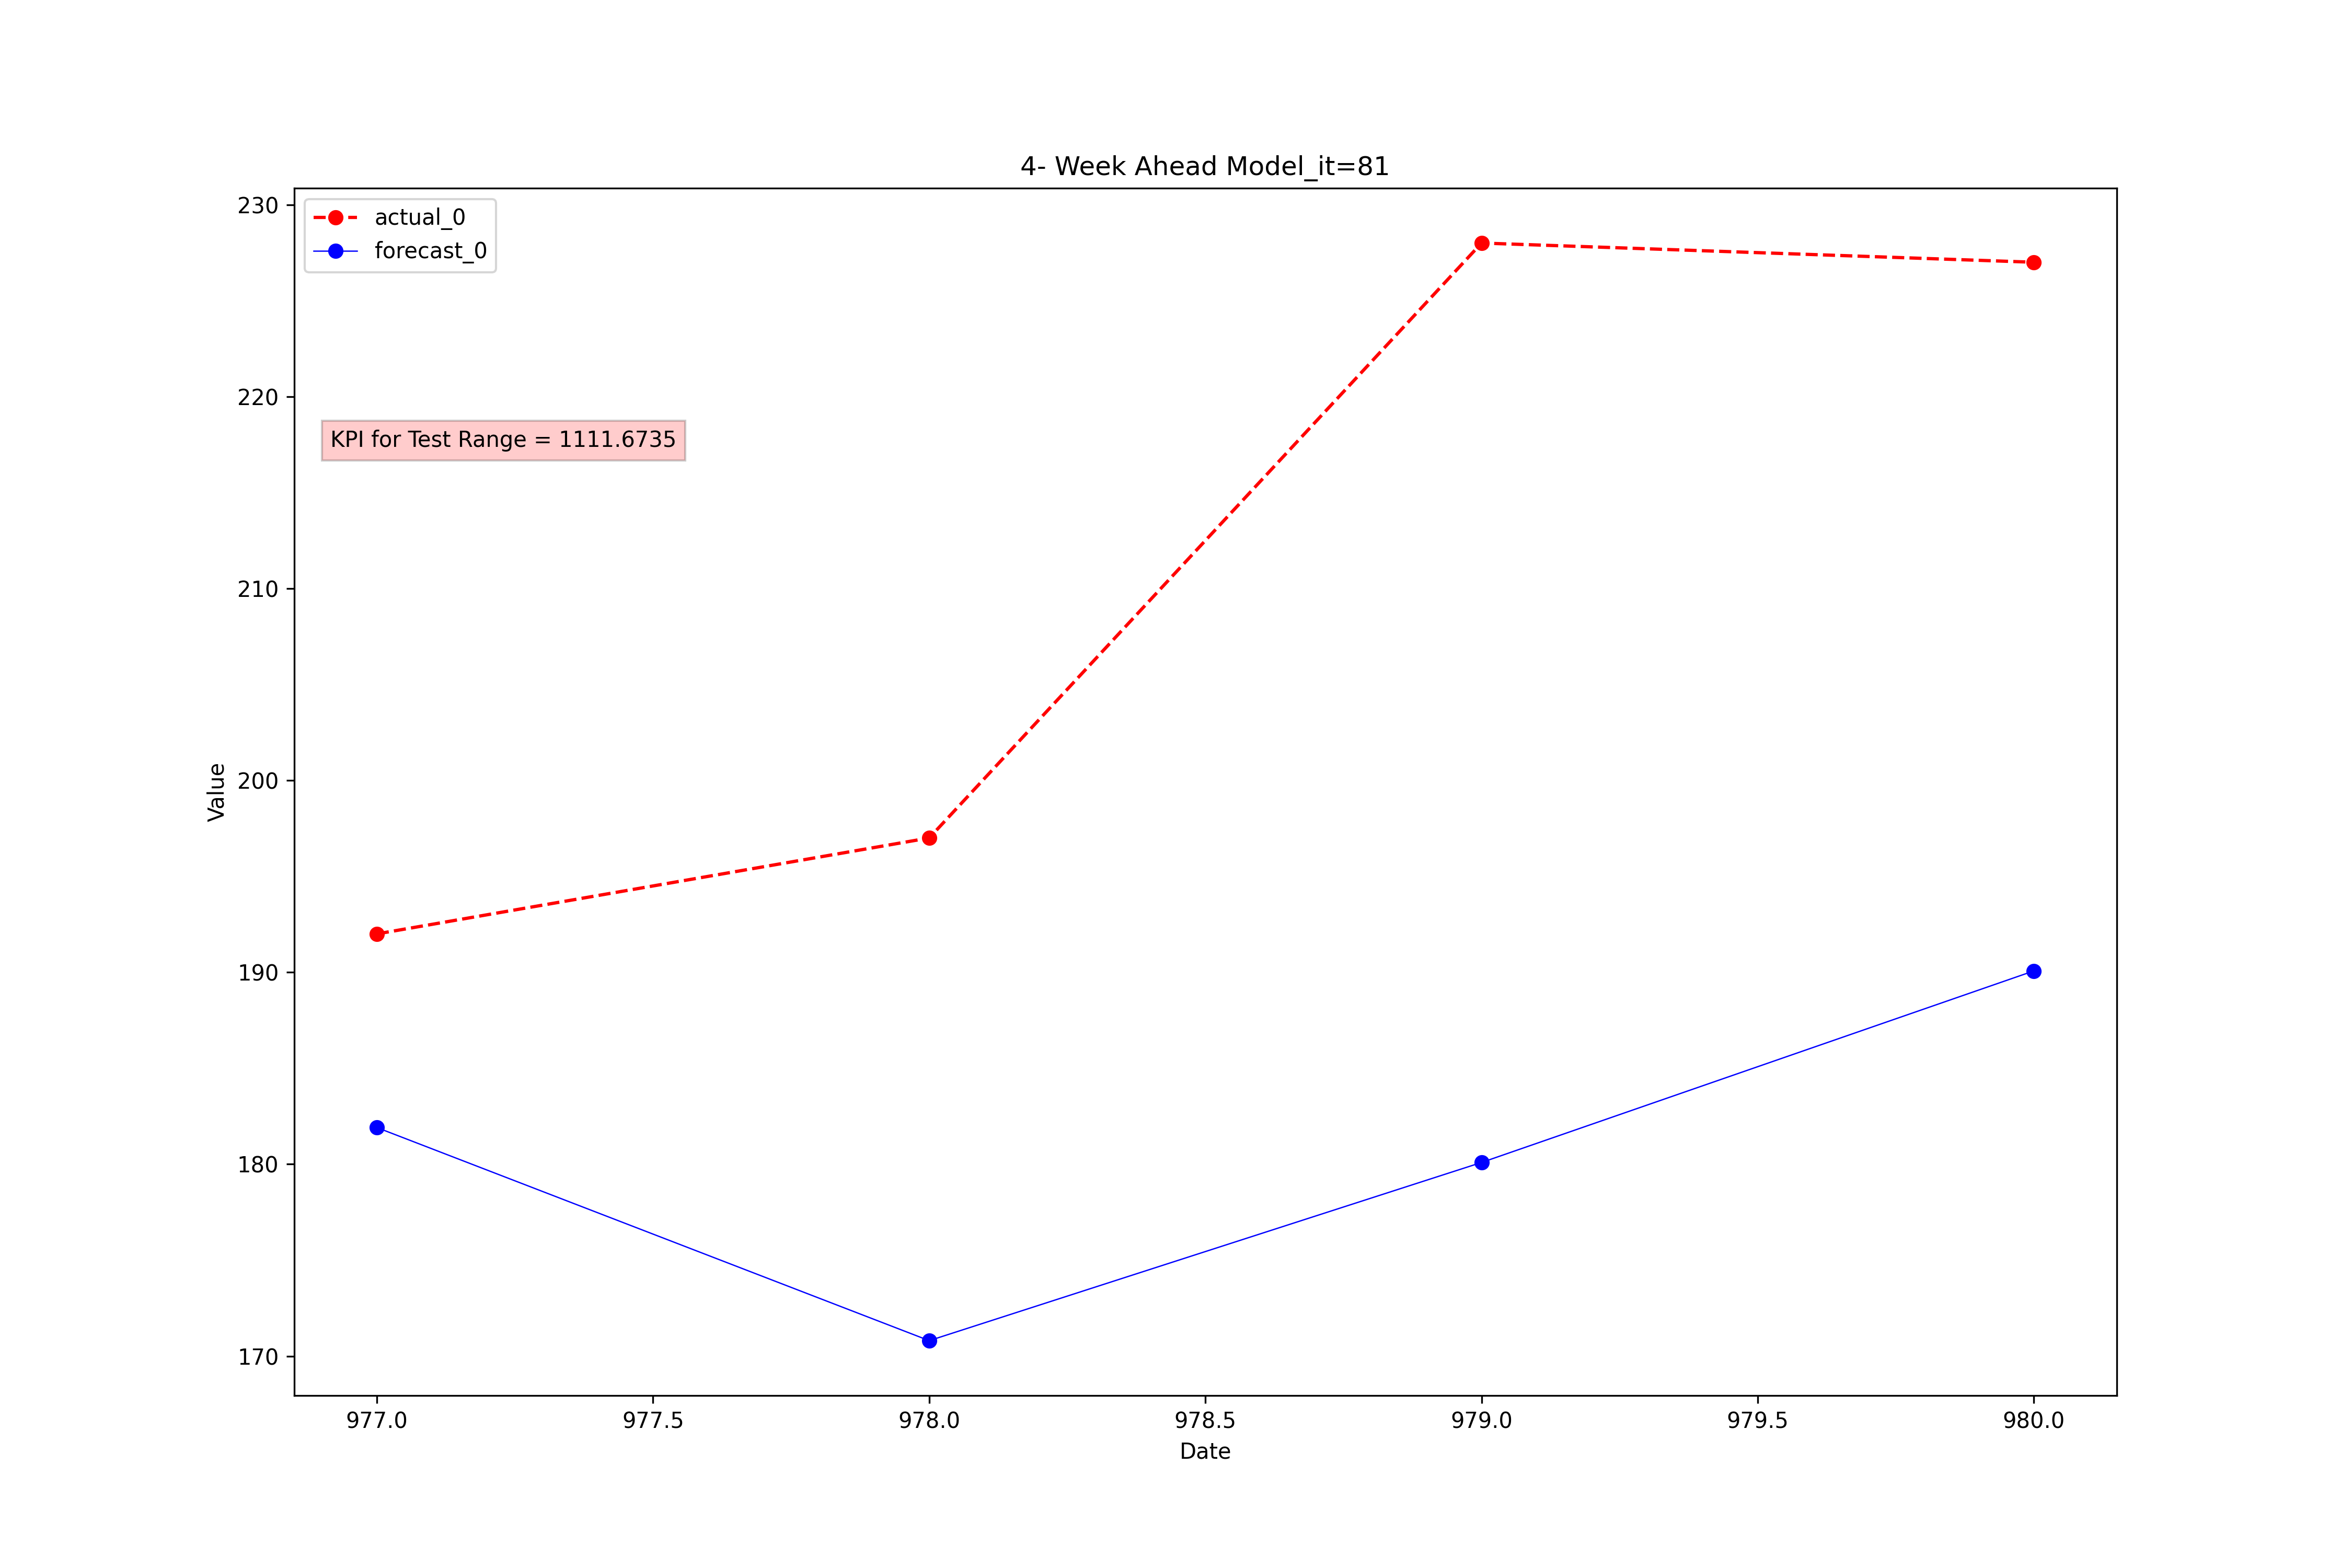 4- Week Ahead Model_it=81
230
220
210
200
190
180
170
Value
actual_0
forecast_0
KPI for Test Range = 1111.6735
977.0 977.5 978.0 978.5 979.0 979.5 980.0
Date